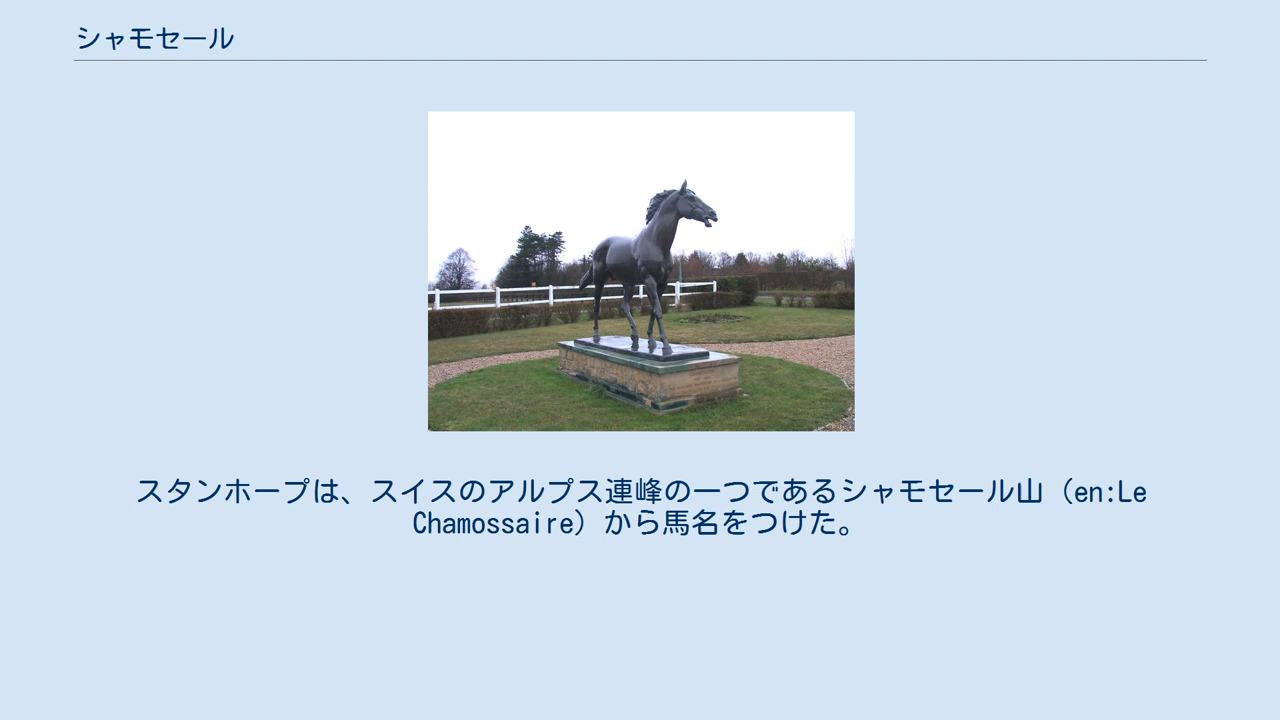 シャモセール
スタンホープは、スイスのアルプス連峰の一つであるシャモセール山（en:Le
Chamossaire）から馬名をつけた。